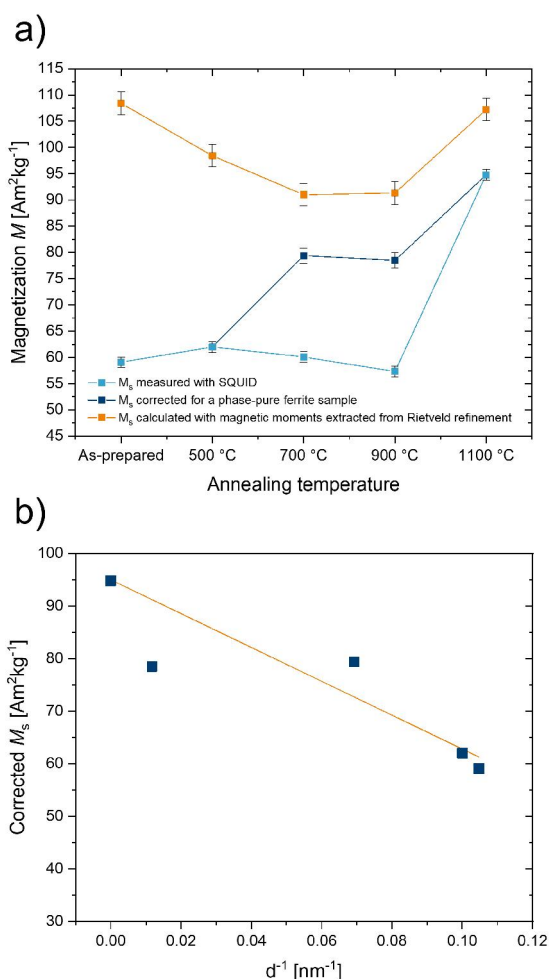 a)
115
110
105
100
95
90
85
80
75
70
65
60
55
50
45
Magnetization M [Am²kg⁻¹]
Mₛ measured with SQUID
Mₛ corrected for a phase-pure ferrite sample
Mₛ calculated with magnetic moments extracted from Rietveld refinement
As-prepared 500 °C 700 °C 900 °C 1100 °C
Annealing temperature
b)
100
90
80
70
60
50
40
30
Corrected Mₛ [Am²kg⁻¹]
0.00 0.02 0.04 0.06 0.08 0.10 0.12
d⁻¹ [nm⁻¹]